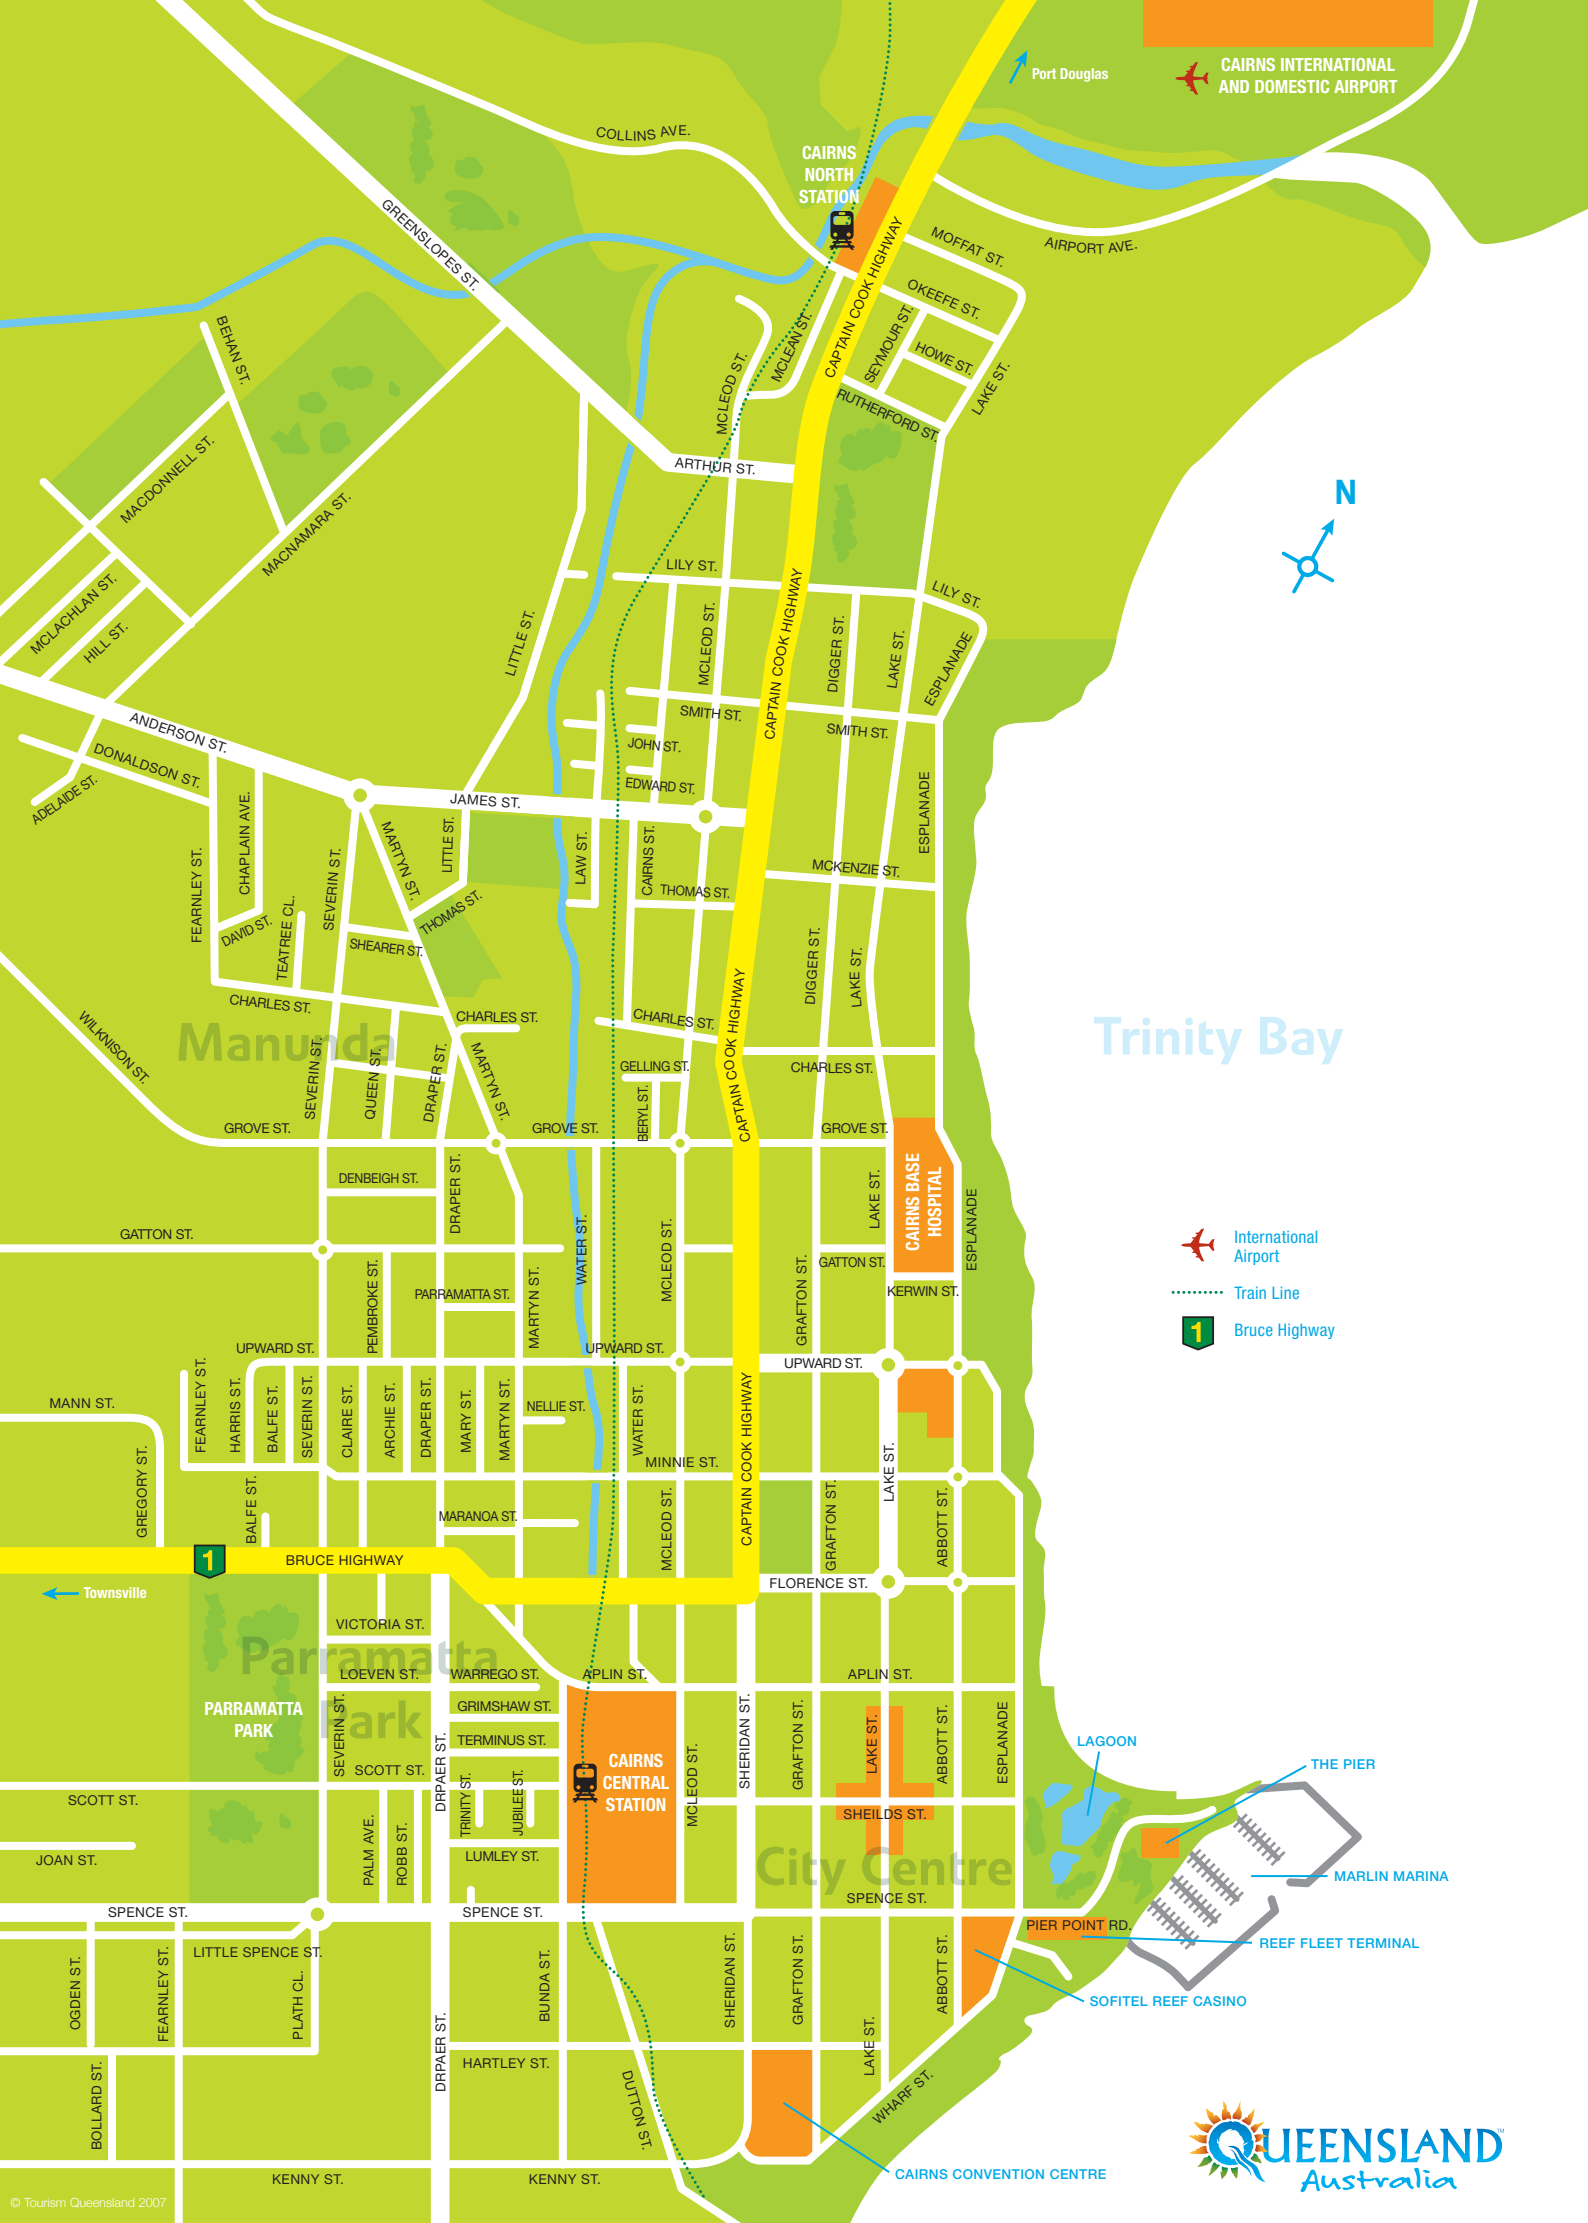 Port Douglas
CAIRNS INTERNATIONAL
AND DOMESTIC AIRPORT
COLLINS AVE.
CAIRNS
NORTH
STATION
GREENSLOPES ST.
CAPTAIN COOK HIGHWAY
MOFFAT ST.
AIRPORT AVE.
OKEEFE ST.
SEYMOUR ST.
HOWE ST.
LAKE ST.
RUTHERFORD ST.
MCLEAN ST.
MCLEOD ST.
BEHAN ST.
MACDONNELL ST.
MACNAMARA ST.
MCLACHLAN ST.
HILL ST.
ARTHUR ST.
N
LILY ST.
LILY ST.
LITTLE ST.
MCLEOD ST.
CAPTAIN COOK HIGHWAY
DIGGER ST.
LAKE ST.
ESPLANADE
SMITH ST.
SMITH ST.
JOHN ST.
EDWARD ST.
ANDERSON ST.
DONALDSON ST.
ADELAIDE ST.
JAMES ST.
CHAPLAIN AVE.
FEARNLEY ST.
SEVERIN ST.
MARTYN ST.
LITTLE ST.
LAW ST.
CAIRNS ST.
THOMAS ST.
THOMAS ST.
MCKENZIE ST.
ESPLANADE
DAVID ST.
TEATREE CL.
SHEARER ST.
DIGGER ST.
LAKE ST.
CAPTAIN COOK HIGHWAY
CHARLES ST.
CHARLES ST.
CHARLES ST.
CHARLES ST.
Manunda
Trinity Bay
WILKNISON ST.
SEVERIN ST.
QUEEN ST.
DRAPER ST.
MARTYN ST.
GELLING ST.
BERYL ST.
GROVE ST.
GROVE ST.
GROVE ST.
CAIRNS BASE
HOSPITAL
DENBEIGH ST.
DRAPER ST.
LAKE ST.
ESPLANADE
GATTON ST.
GATTON ST.
WATER ST.
MCLEOD ST.
GRAFTON ST.
KERWIN ST.
PEMBROKE ST.
PARRAMATTA ST.
MARTYN ST.
International
Airport
Train Line
1
Bruce Highway
UPWARD ST.
UPWARD ST.
UPWARD ST.
MANN ST.
FEARNLEY ST.
HARRIS ST.
BALFE ST.
SEVERIN ST.
CLAIRE ST.
ARCHIE ST.
DRAPER ST.
MARY ST.
MARTYN ST.
NELLIE ST.
WATER ST.
CAPTAIN COOK HIGHWAY
LAKE ST.
MINNIE ST.
GREGORY ST.
BALFE ST.
MARANOA ST.
MCLEOD ST.
GRAFTON ST.
ABBOTT ST.
1
BRUCE HIGHWAY
FLORENCE ST.
Townsville
VICTORIA ST.
Parramatta
Park
LOEVEN ST.
WARREGO ST.
APLIN ST.
APLIN ST.
PARRAMATTA
PARK
SEVERIN ST.
GRIMSHAW ST.
TERMINUS ST.
SCOTT ST.
SCOTT ST.
DRPAER ST.
TRINITY ST.
JUBILEE ST.
CAIRNS
CENTRAL
STATION
MCLEOD ST.
SHERIDAN ST.
GRAFTON ST.
LAKE ST.
ABBOTT ST.
ESPLANADE
SHEILDS ST.
LAGOON
THE PIER
JOAN ST.
PALM AVE.
ROBB ST.
LUMLEY ST.
City Centre
MARLIN MARINA
SPENCE ST.
SPENCE ST.
SPENCE ST.
PIER POINT RD.
REEF FLEET TERMINAL
LITTLE SPENCE ST.
OGDEN ST.
FEARNLEY ST.
PLATH CL.
BUNDA ST.
SHERIDAN ST.
GRAFTON ST.
ABBOTT ST.
SOFITEL REEF CASINO
DRPAER ST.
HARTLEY ST.
LAKE ST.
BOLLARD ST.
DUTTON ST.
WHARF ST.
KENNY ST.
KENNY ST.
CAIRNS CONVENTION CENTRE
QUEENSLAND™
Australia
© Tourism Queensland 2007